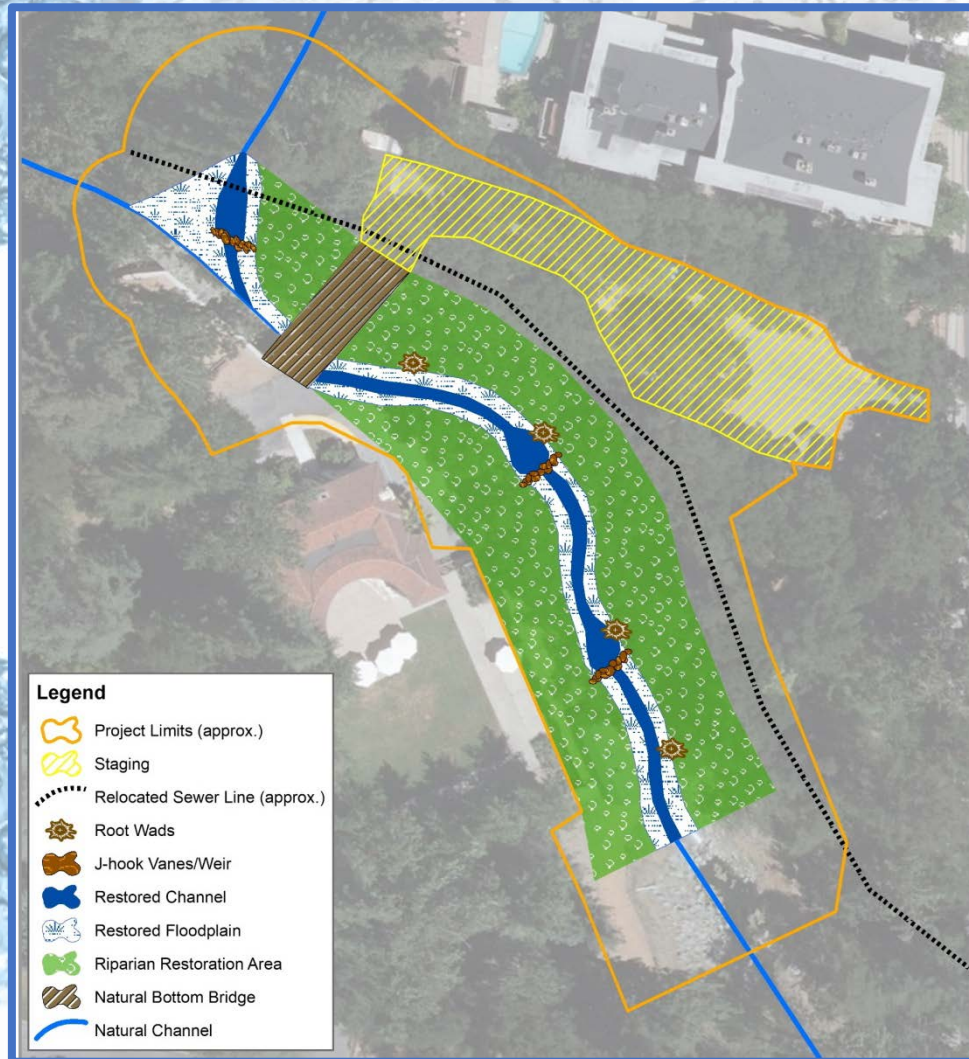 Legend
Project Limits (approx.)
Staging
Relocated Sewer Line (approx.)
Root Wads
J-hook Vanes/Weir
Restored Channel
Restored Floodplain
Riparian Restoration Area
Natural Bottom Bridge
Natural Channel